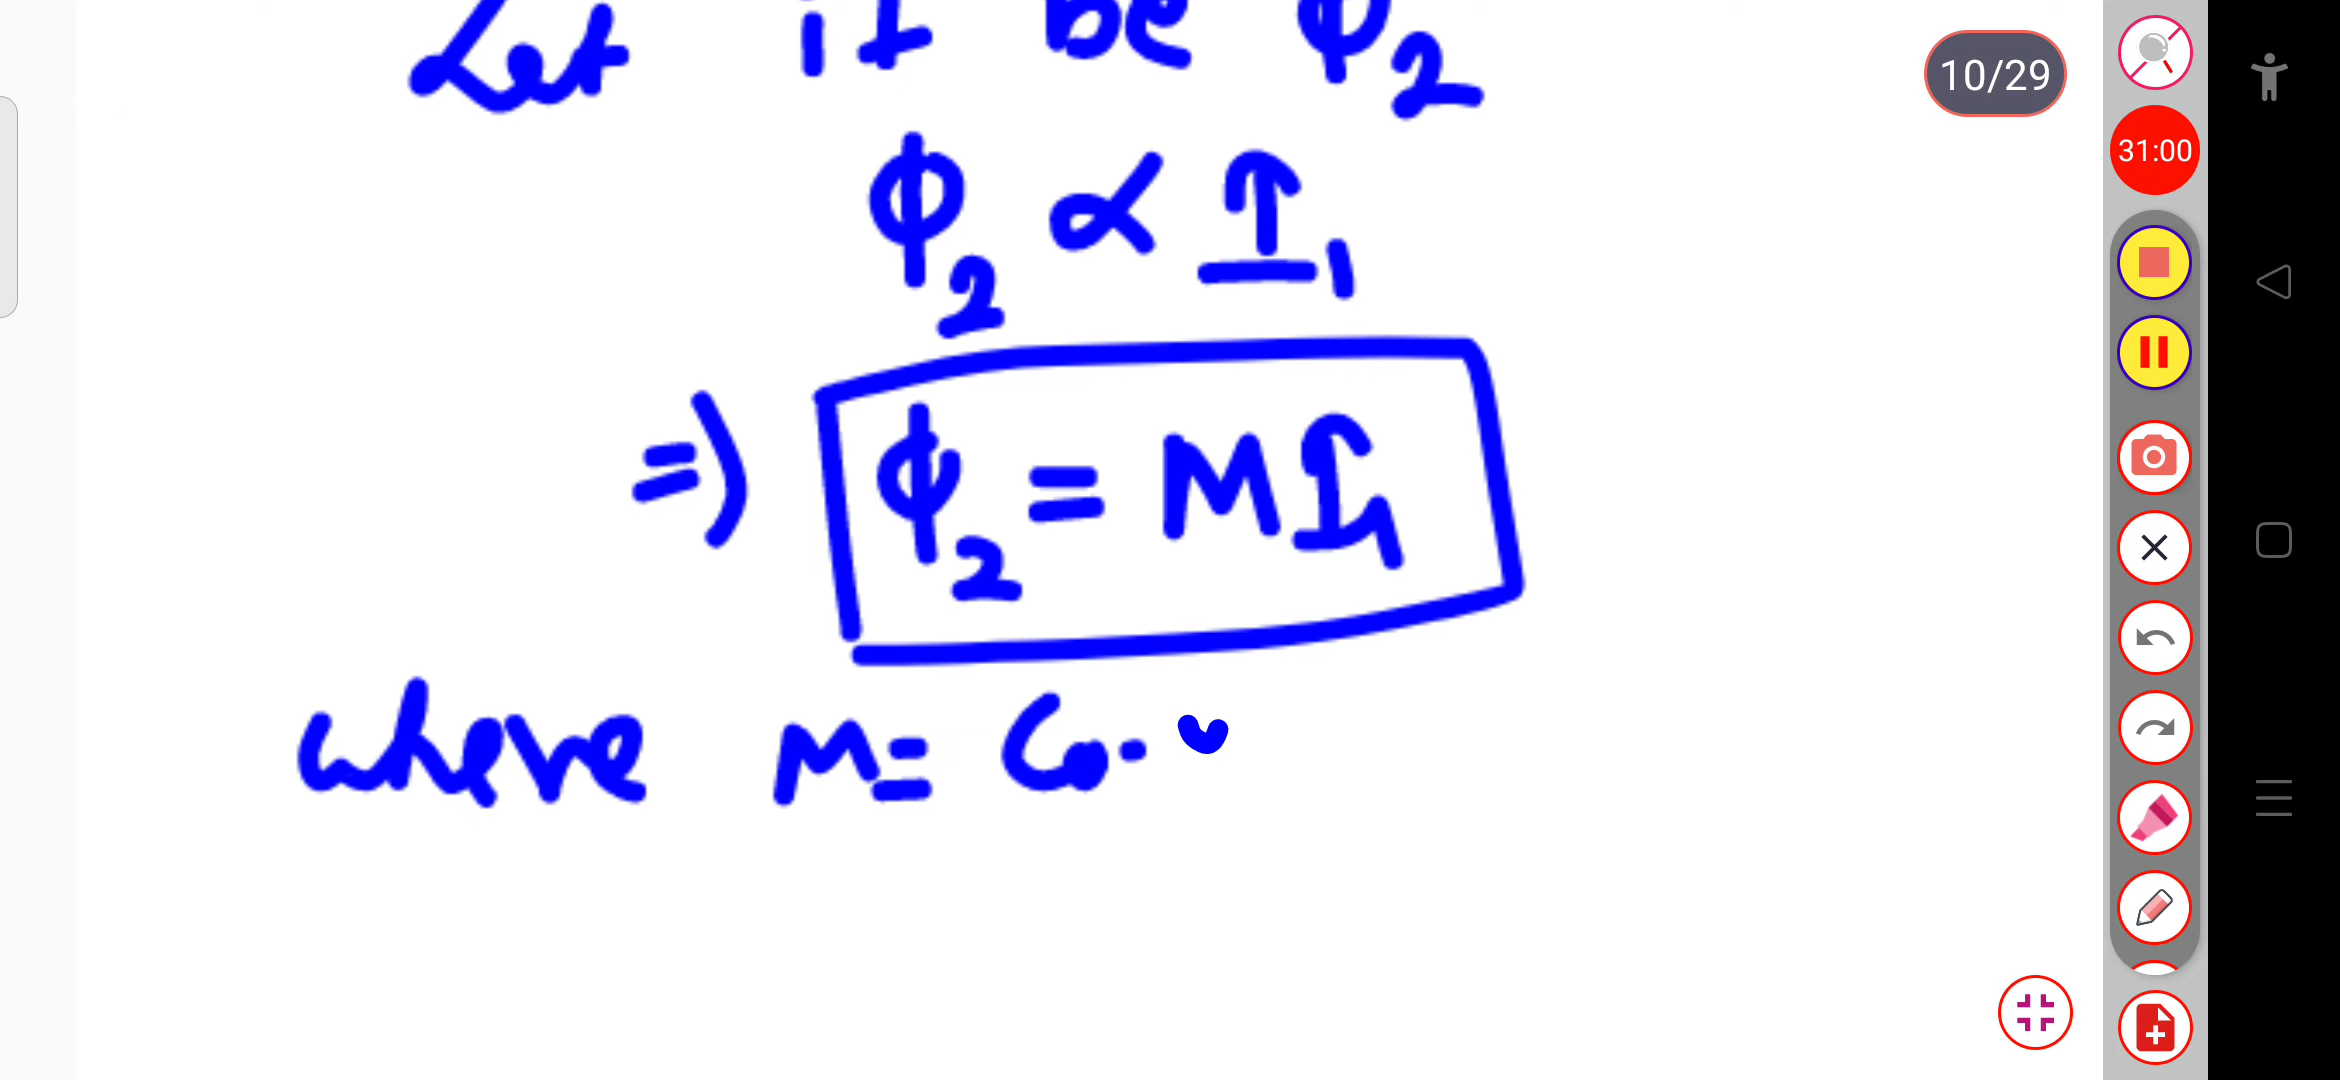 Let it be ϕ₂
10/29
31:00
ϕ₂ ∝ I₁
⇒) ϕ₂ = MI₁
where M = Co.